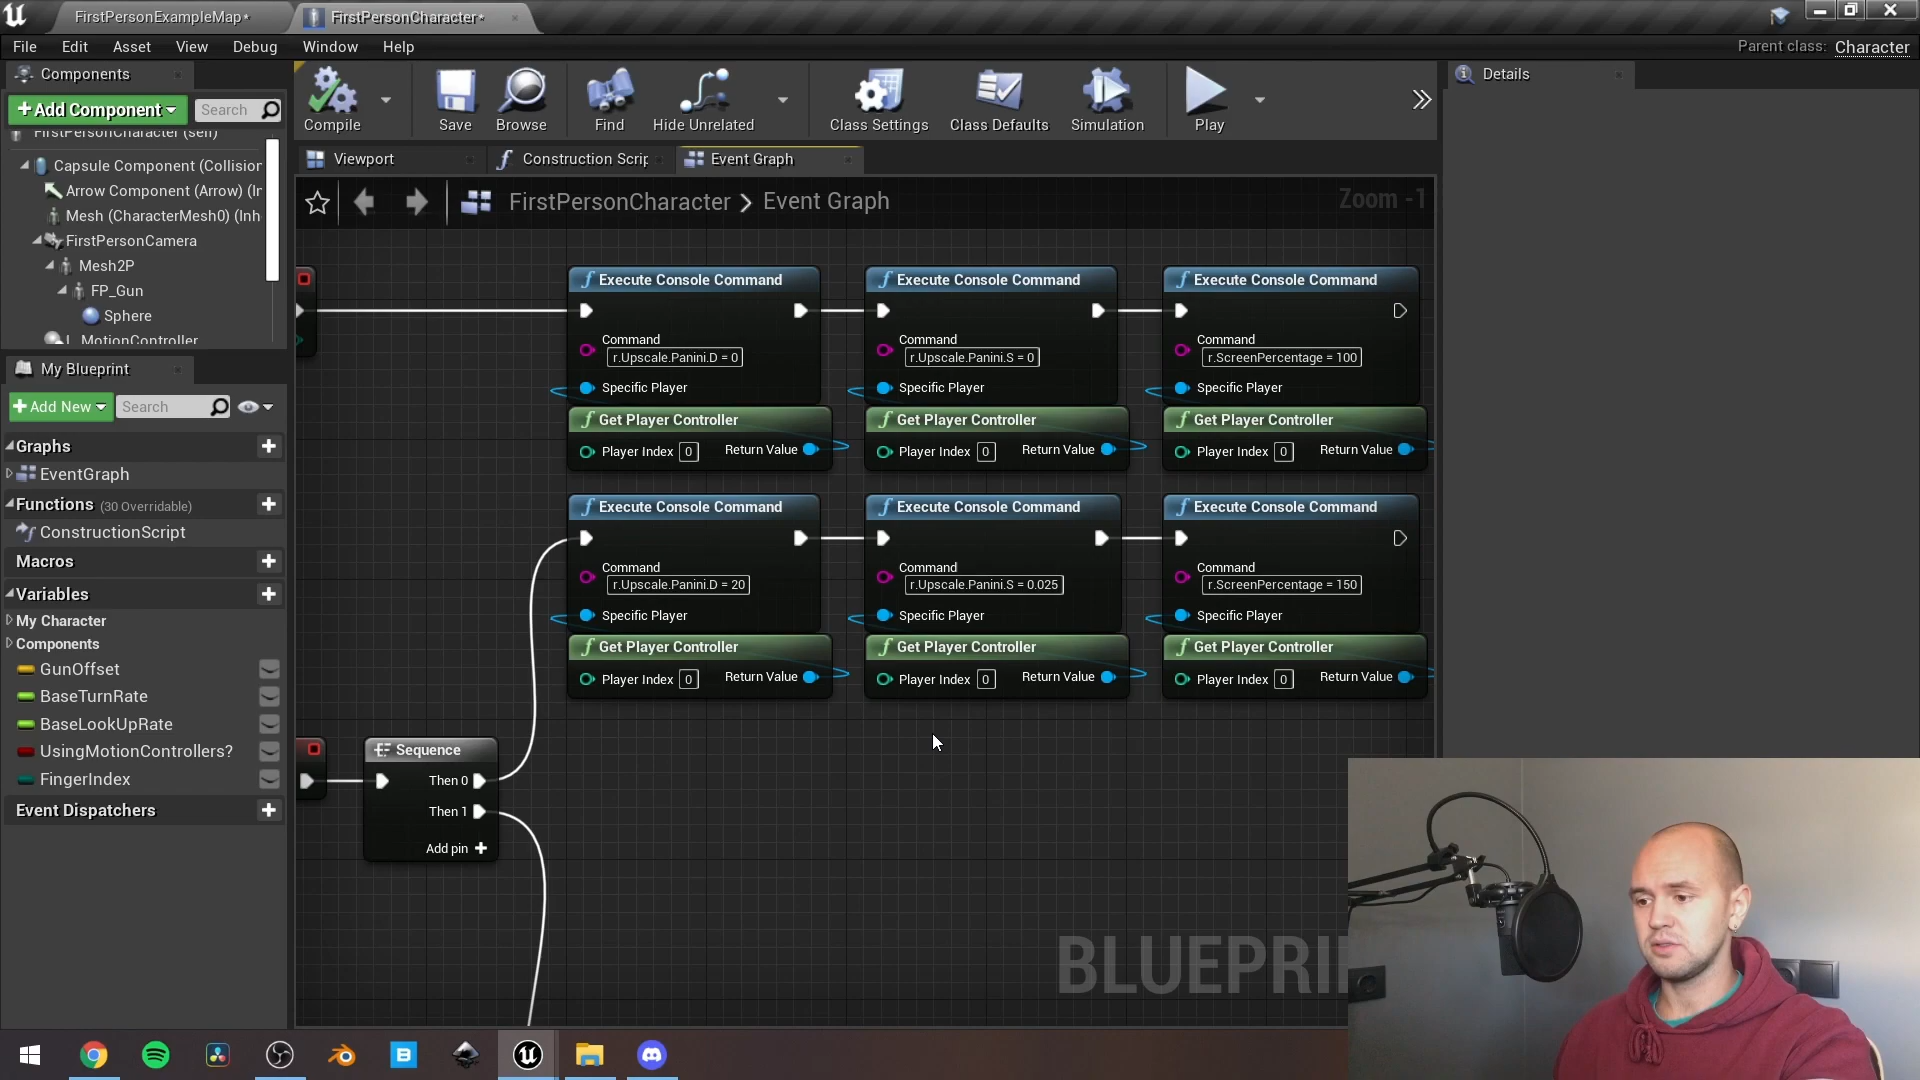 FirstPersonExampleMap*
FirstPersonCharacter*
File Edit Asset View Debug Window Help
Parent class: Character
Components
Add Component
Search
FirstPersonCharacter (self)
Capsule Component (Collision
Arrow Component (Arrow) (In
Mesh (CharacterMesh0) (Inh
FirstPersonCamera
Mesh2P
FP_Gun
Sphere
L_MotionController
My Blueprint
Add New
Search
Graphs
EventGraph
Functions (30 Overridable)
ConstructionScript
Macros
Variables
My Character
Components
GunOffset
BaseTurnRate
BaseLookUpRate
UsingMotionControllers?
FingerIndex
Event Dispatchers
Compile
Save
Browse
Find
Hide Unrelated
Class Settings
Class Defaults
Simulation
Play
Details
Viewport
Construction Scrip
Event Graph
FirstPersonCharacter > Event Graph
Zoom -1
Execute Console Command
Command
r.Upscale.Panini.D = 0
Specific Player
Get Player Controller
Player Index 0 Return Value
Execute Console Command
Command
r.Upscale.Panini.S = 0
Specific Player
Get Player Controller
Player Index 0 Return Value
Execute Console Command
Command
r.ScreenPercentage = 100
Specific Player
Get Player Controller
Player Index 0 Return Value
Execute Console Command
Command
r.Upscale.Panini.D = 20
Specific Player
Get Player Controller
Player Index 0 Return Value
Execute Console Command
Command
r.Upscale.Panini.S = 0.025
Specific Player
Get Player Controller
Player Index 0 Return Value
Execute Console Command
Command
r.ScreenPercentage = 150
Specific Player
Get Player Controller
Player Index 0 Return Value
Sequence
Then 0
Then 1
Add pin
BLUEPRI